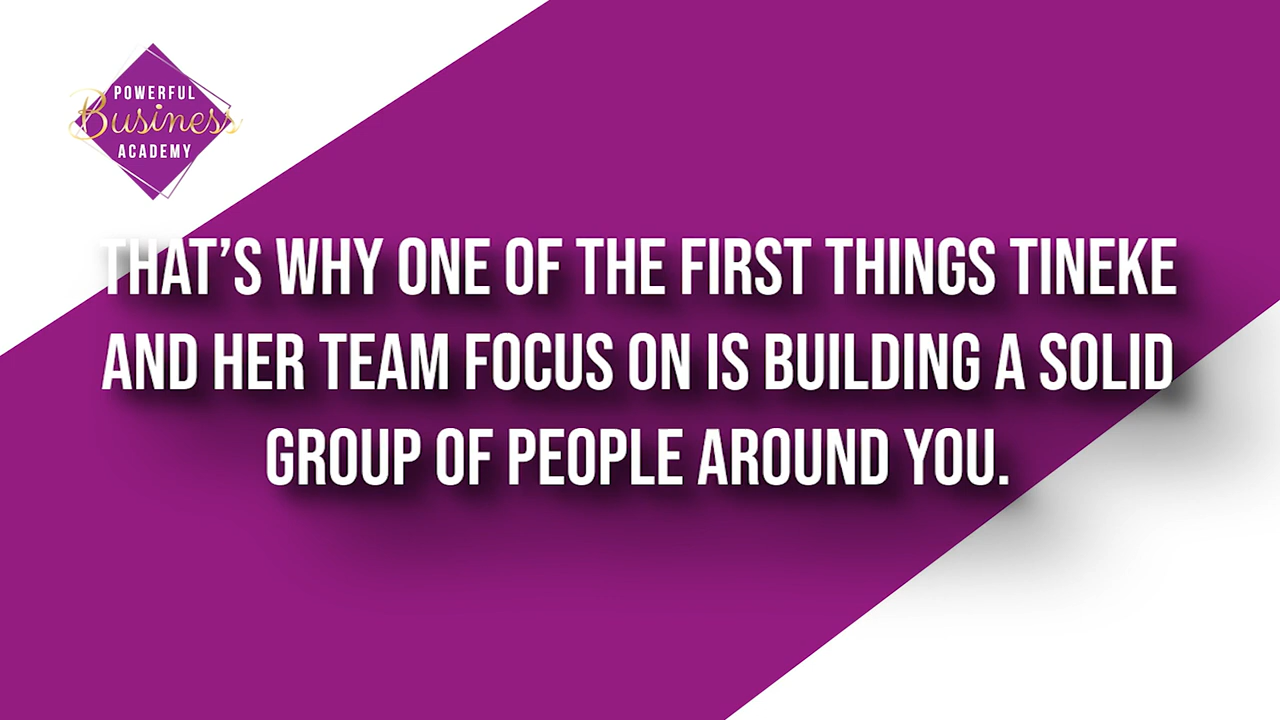 POWERFUL
Business
ACADEMY
THAT’S WHY ONE OF THE FIRST THINGS TINEKE
AND HER TEAM FOCUS ON IS BUILDING A SOLID
GROUP OF PEOPLE AROUND YOU.